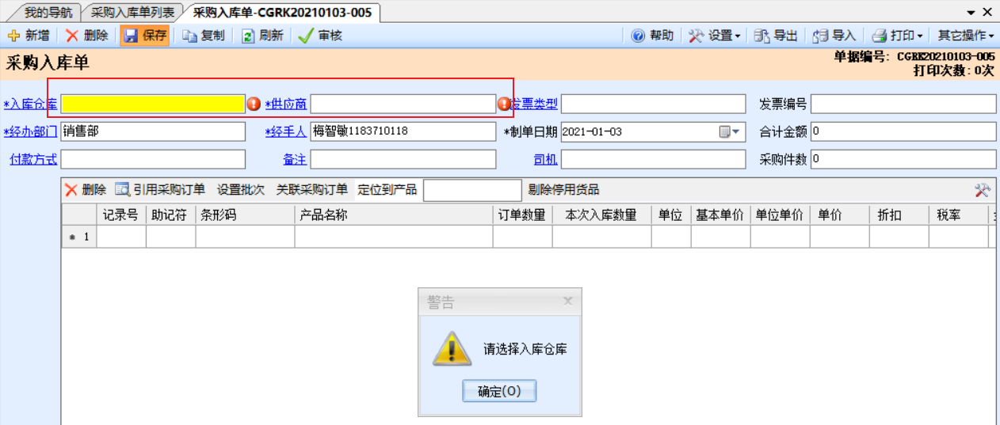 我的导航 采购入库单列表 采购入库单-CGRK20210103-005
新增 删除 保存 复制 刷新 审核 帮助 设置 导出 导入 打印 其它操作
采购入库单
单据编号: CGRK20210103-005
打印次数: 0次
*入库仓库 *供应商 发票类型 发票编号
*经办部门 销售部 *经手人 梅智敏1183710118 *制单日期 2021-01-03 合计金额 0
付款方式 备注 司机 采购件数 0
删除 引用采购订单 设置批次 关联采购订单 定位到产品 剔除停用货品
记录号 助记符 条形码 产品名称 订单数量 本次入库数量 单位 基本单价 单位单价 单价 折扣 税率
1
警告
请选择入库仓库
确定(O)